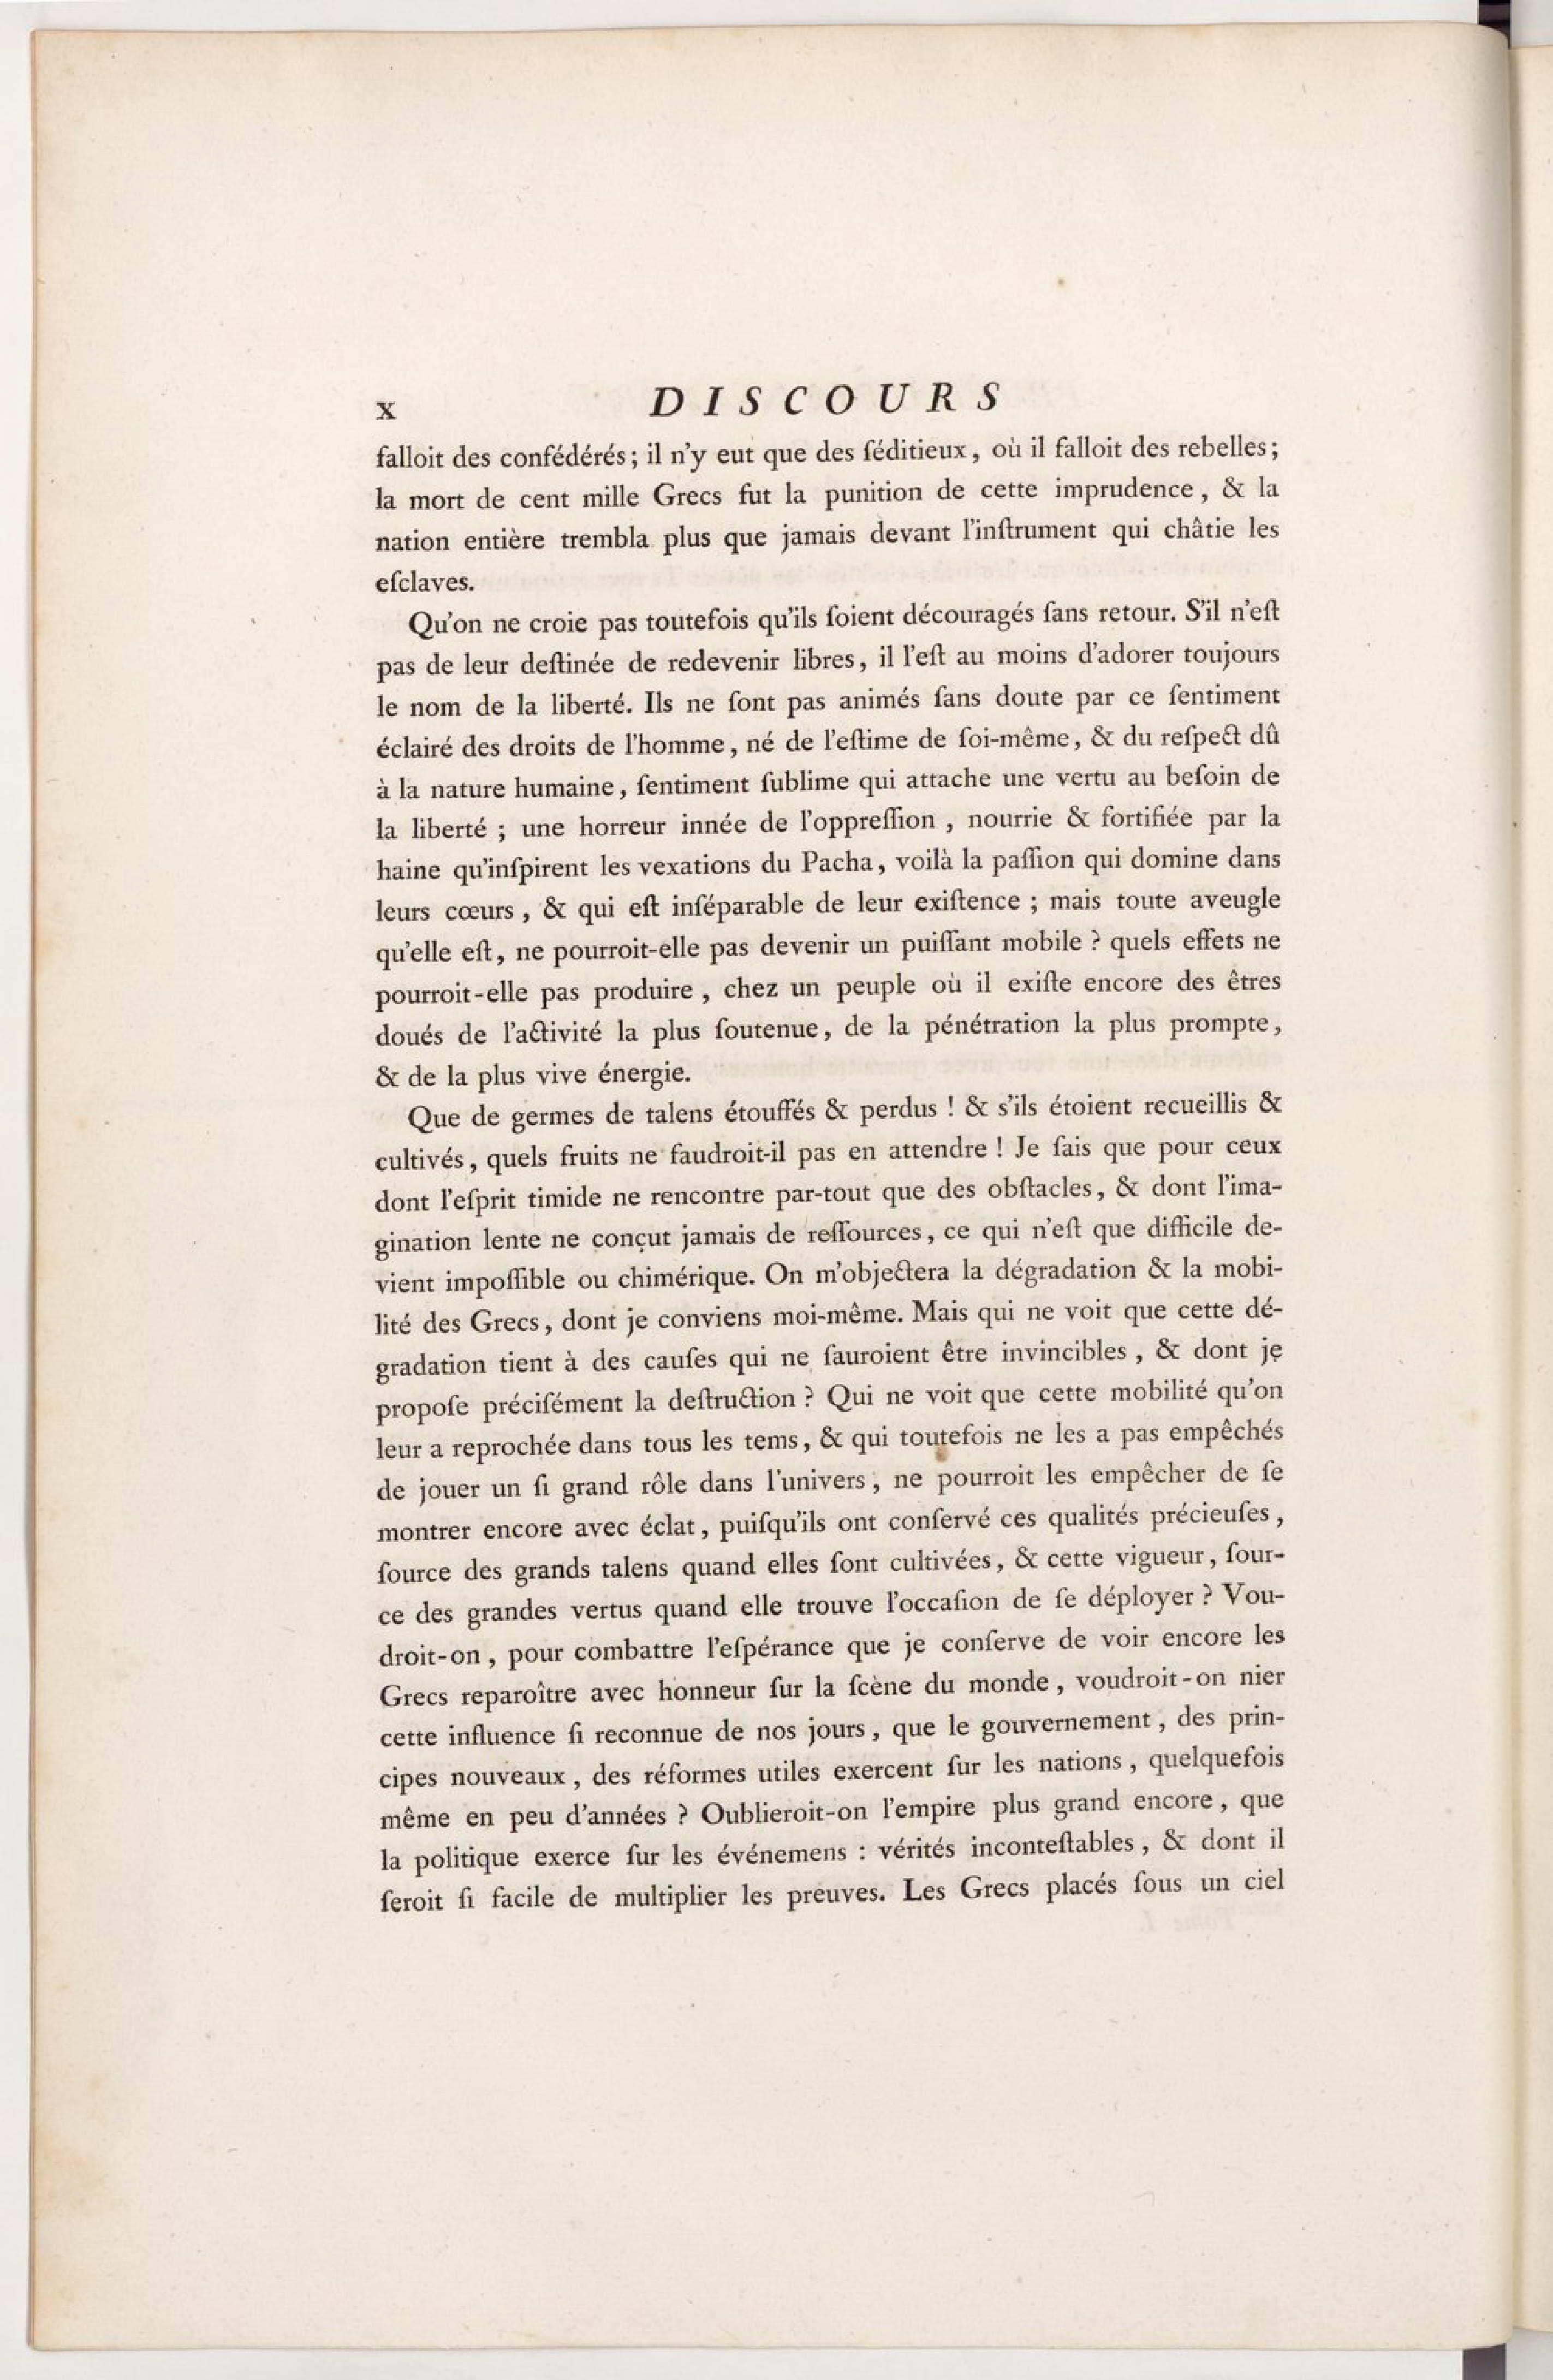 x DISCOURS
falloit des confédérés; il n'y eut que des ſéditieux, où il falloit des rebelles;
la mort de cent mille Grecs fut la punition de cette imprudence, & la
nation entière trembla plus que jamais devant l'inſtrument qui châtie les
eſclaves.
Qu'on ne croie pas toutefois qu'ils ſoient découragés ſans retour. S'il n'eſt
pas de leur deſtinée de redevenir libres, il l'eſt au moins d'adorer toujours
le nom de la liberté. Ils ne ſont pas animés ſans doute par ce ſentiment
éclairé des droits de l'homme, né de l'eſtime de ſoi-même, & du reſpect dû
à la nature humaine, ſentiment ſublime qui attache une vertu au beſoin de
la liberté ; une horreur innée de l'oppreſſion , nourrie & fortifiée par la
haine qu'inſpirent les vexations du Pacha, voilà la paſſion qui domine dans
leurs cœurs , & qui eſt inſéparable de leur exiſtence ; mais toute aveugle
qu'elle eſt, ne pourroit-elle pas devenir un puiſſant mobile ? quels effets ne
pourroit-elle pas produire , chez un peuple où il exiſte encore des êtres
doués de l'activité la plus ſoutenue, de la pénétration la plus prompte,
& de la plus vive énergie.
Que de germes de talens étouffés & perdus ! & s'ils étoient recueillis &
cultivés, quels fruits ne faudroit-il pas en attendre ! Je ſais que pour ceux
dont l'eſprit timide ne rencontre par-tout que des obſtacles, & dont l'ima-
gination lente ne conçut jamais de reſſources, ce qui n'eſt que difficile de-
vient impoſſible ou chimérique. On m'objectera la dégradation & la mobi-
lité des Grecs, dont je conviens moi-même. Mais qui ne voit que cette dé-
gradation tient à des cauſes qui ne ſauroient être invincibles , & dont je
propoſe préciſément la deſtruction ? Qui ne voit que cette mobilité qu'on
leur a reprochée dans tous les tems, & qui toutefois ne les a pas empêchés
de jouer un ſi grand rôle dans l'univers, ne pourroit les empêcher de ſe
montrer encore avec éclat, puiſqu'ils ont conſervé ces qualités précieuſes,
ſource des grands talens quand elles ſont cultivées, & cette vigueur, ſour-
ce des grandes vertus quand elle trouve l'occaſion de ſe déployer ? Vou-
droit-on, pour combattre l'eſpérance que je conſerve de voir encore les
Grecs reparoître avec honneur ſur la ſcène du monde, voudroit-on nier
cette influence ſi reconnue de nos jours, que le gouvernement, des prin-
cipes nouveaux, des réformes utiles exercent ſur les nations, quelquefois
même en peu d'années ? Oublieroit-on l'empire plus grand encore, que
la politique exerce ſur les événemens : vérités inconteſtables, & dont il
ſeroit ſi facile de multiplier les preuves. Les Grecs placés ſous un ciel